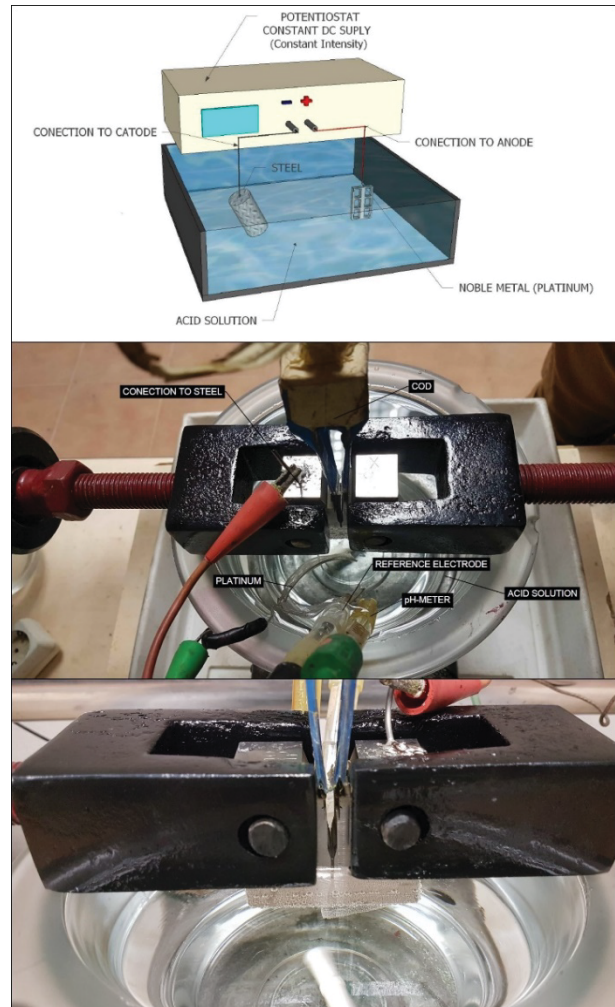 POTENTIOSTAT
CONSTANT DC SUPLY
(Constant Intensity)
- +
CONECTION TO CATODE
CONECTION TO ANODE
STEEL
NOBLE METAL (PLATINUM)
ACID SOLUTION
CONECTION TO STEEL
COD
REFERENCE ELECTRODE
PLATINUM
ACID SOLUTION
pH-METER